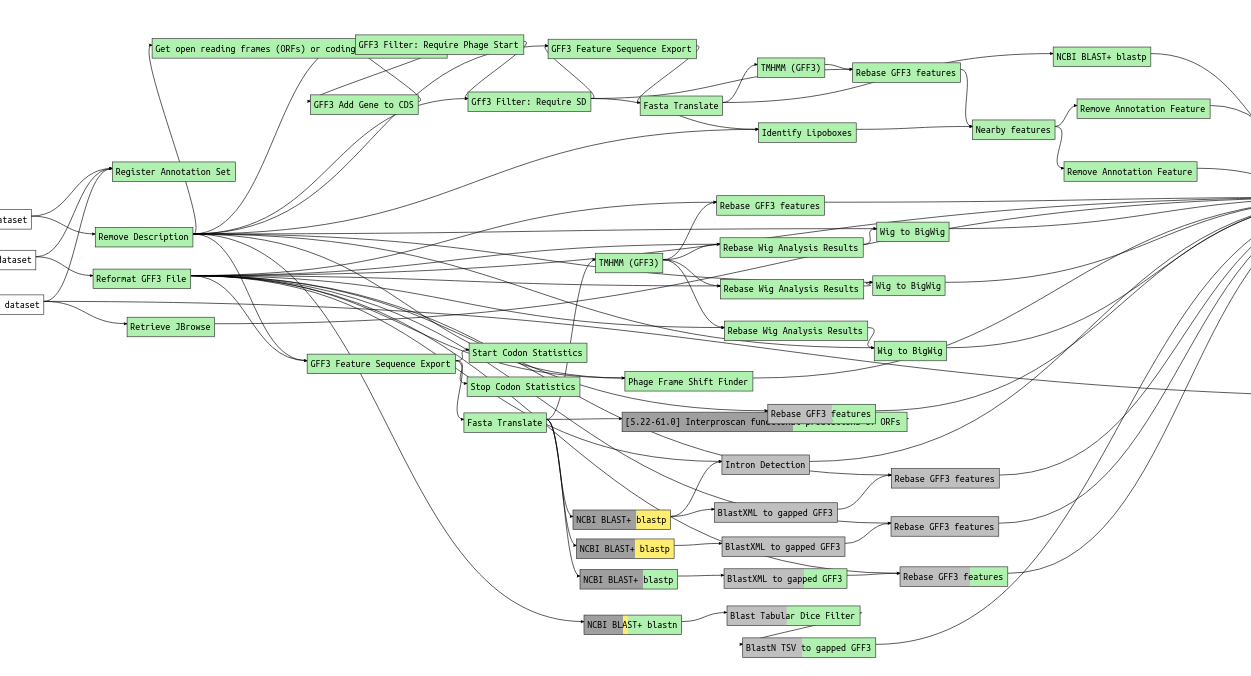 Get open reading frames (ORFs) or coding
GFF3 Filter: Require Phage Start
GFF3 Feature Sequence Export
NCBI BLAST+ blastp
TMHMM (GFF3)
Rebase GFF3 features
GFF3 Add Gene to CDS
Gff3 Filter: Require SD
Fasta Translate
Remove Annotation Feature
Identify Lipoboxes
Nearby features
Register Annotation Set
Remove Annotation Feature
Rebase GFF3 features
ataset
Remove Description
Wig to BigWig
Rebase Wig Analysis Results
dataset
TMHMM (GFF3)
Reformat GFF3 File
Wig to BigWig
Rebase Wig Analysis Results
dataset
Retrieve JBrowse
Rebase Wig Analysis Results
Start Codon Statistics
Wig to BigWig
GFF3 Feature Sequence Export
Phage Frame Shift Finder
Stop Codon Statistics
Rebase GFF3 features
Fasta Translate
[5.22-61.0] Interproscan functional predictions of ORFs
Intron Detection
Rebase GFF3 features
BlastXML to gapped GFF3
NCBI BLAST+ blastp
Rebase GFF3 features
NCBI BLAST+ blastp
BlastXML to gapped GFF3
NCBI BLAST+ blastp
BlastXML to gapped GFF3
Rebase GFF3 features
Blast Tabular Dice Filter
NCBI BLAST+ blastn
BlastN TSV to gapped GFF3